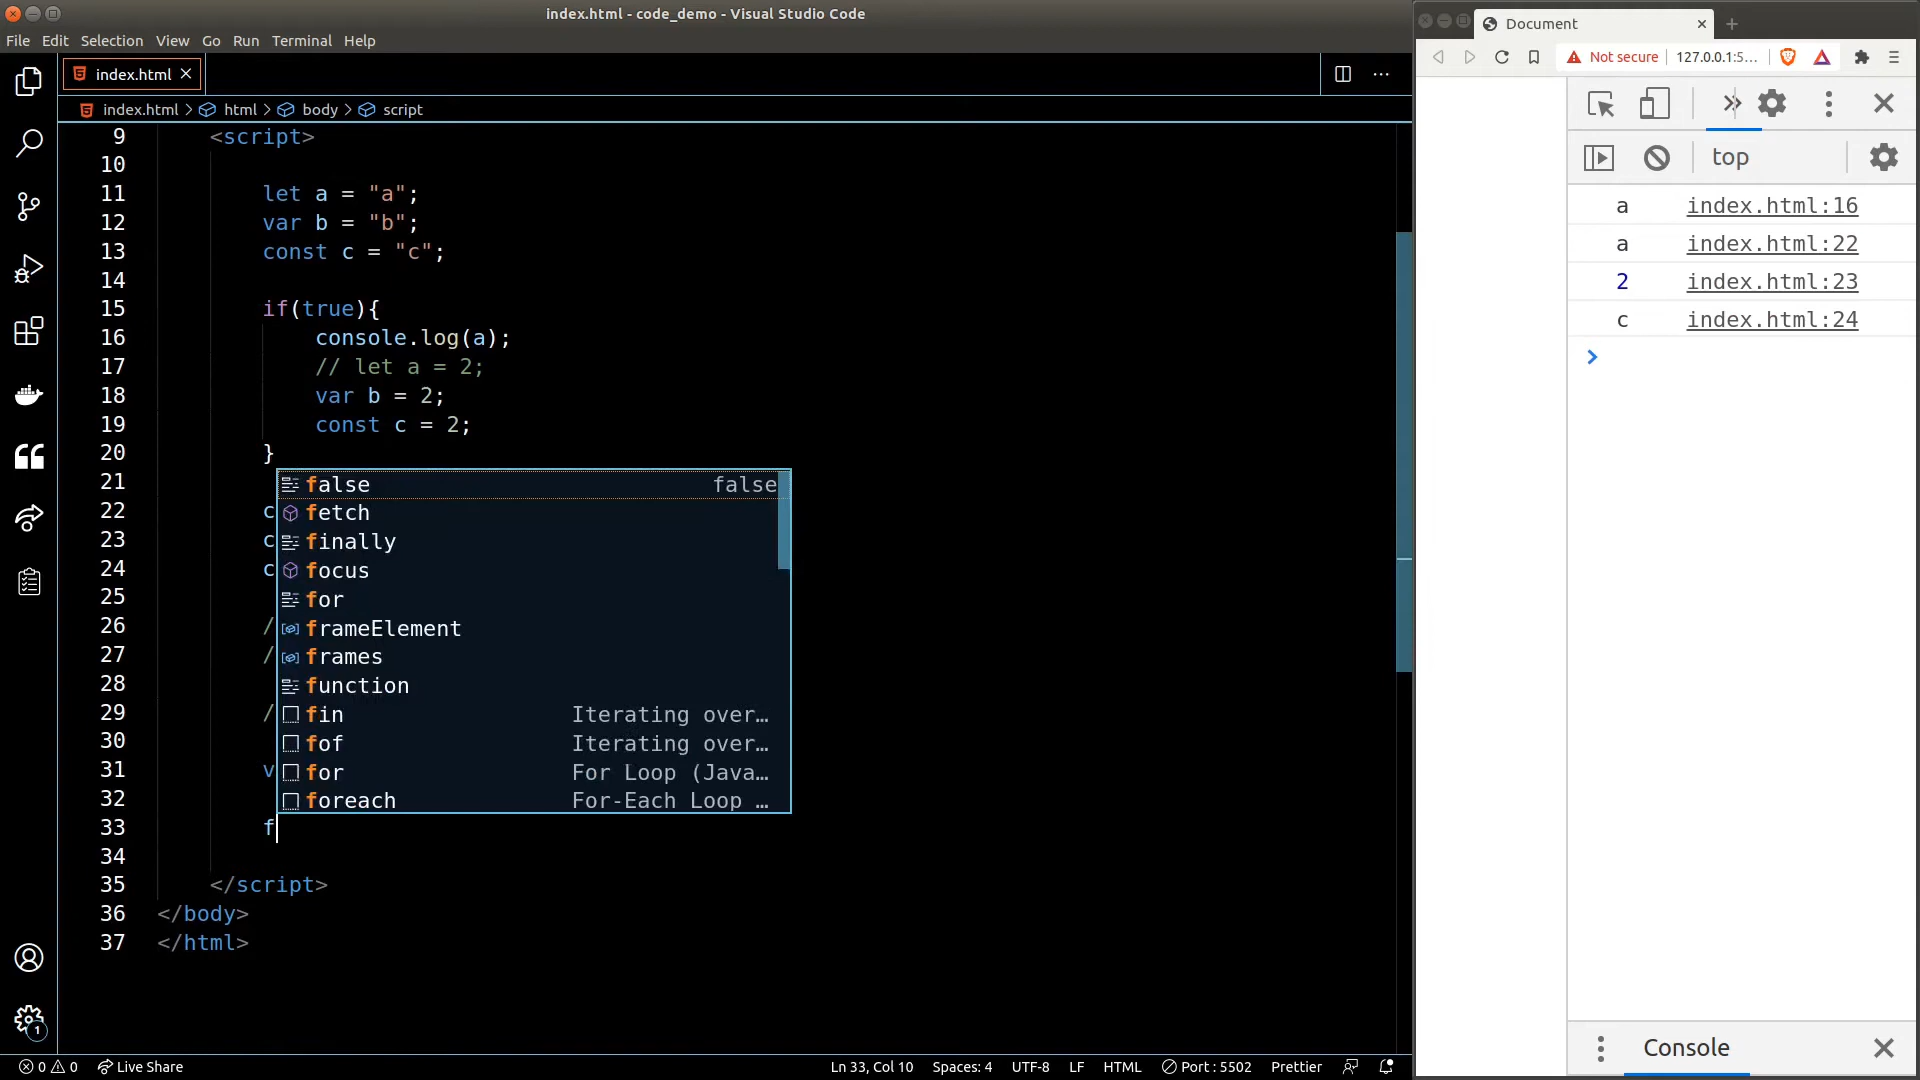 index.html - code_demo - Visual Studio Code
File Edit Selection View Go Run Terminal Help
index.html
index.html > html > body > script
9 <script>
10
11 let a = "a";
12 var b = "b";
13 const c = "c";
14
15 if(true){
16 console.log(a);
17 // let a = 2;
18 var b = 2;
19 const c = 2;
20 }
21
22 c
23 c
24 c
25
26 /
27 /
28
29 /
30
31 v
32
33 f
34
35 </script>
36 </body>
37 </html>
false false
fetch
finally
focus
for
frameElement
frames
function
fin Iterating over…
fof Iterating over…
for For Loop (Java…
foreach For-Each Loop …
1
0 0 Live Share
Ln 33, Col 10 Spaces: 4 UTF-8 LF HTML Port : 5502 Prettier
Document
Not secure 127.0.0.1:5…
top
a index.html:16
a index.html:22
2 index.html:23
c index.html:24
Console